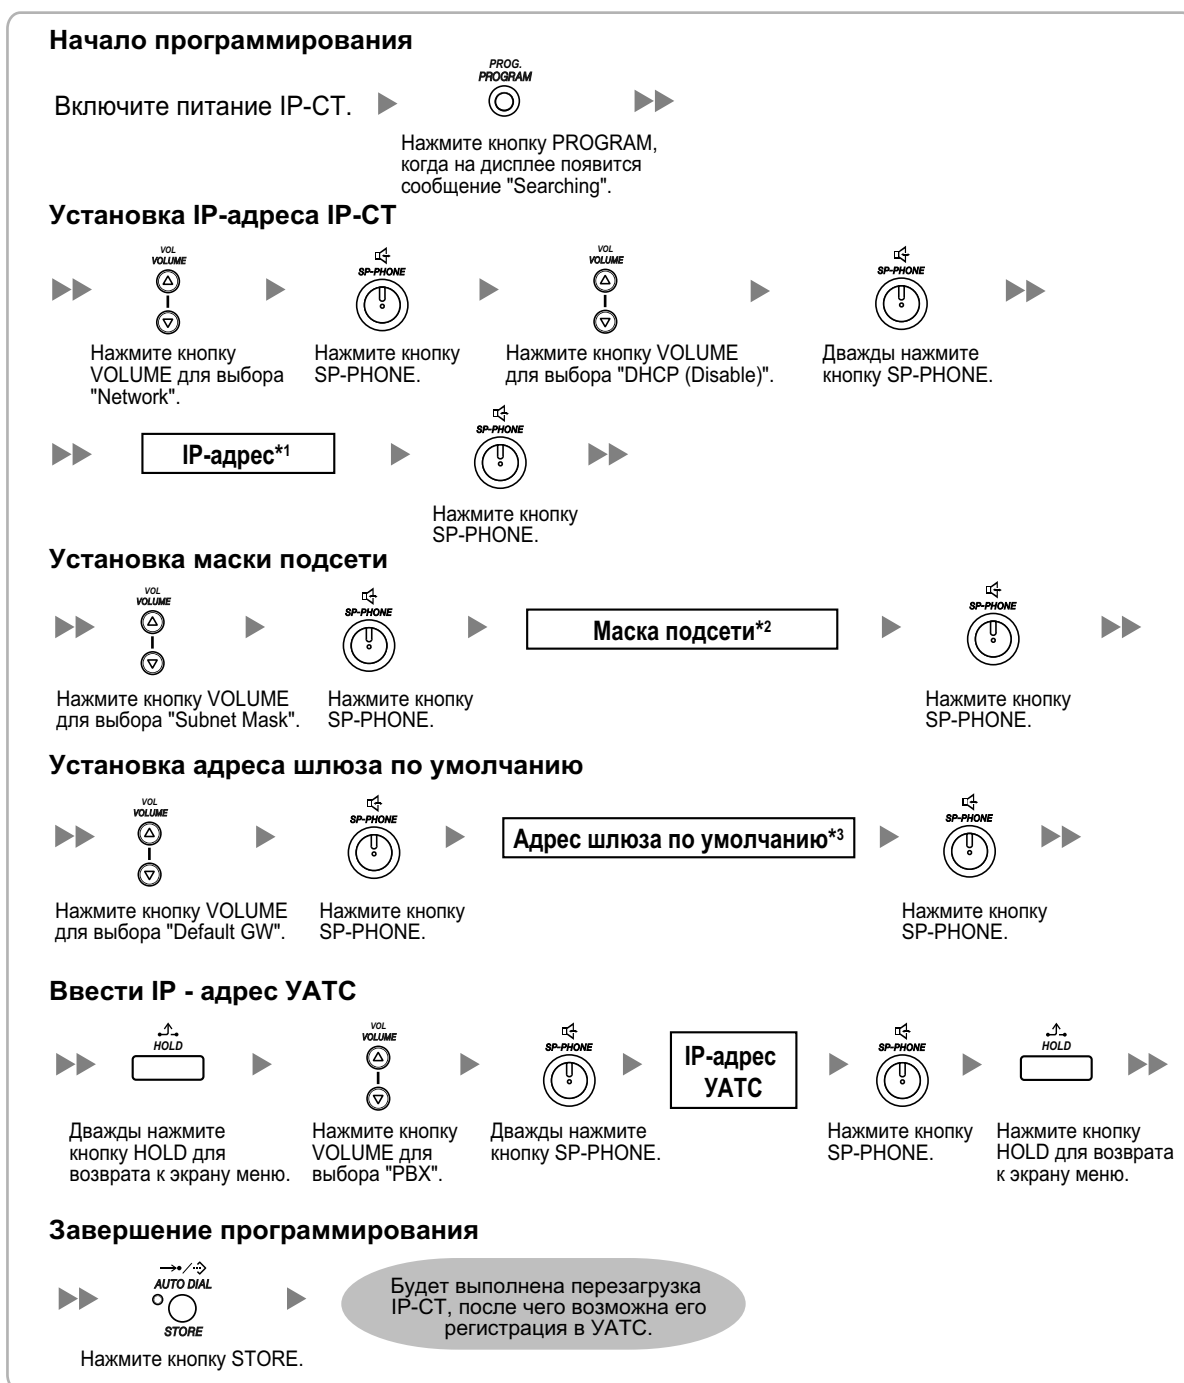 Начало программирования
PROG.
PROGRAM
Включите питание IP-СТ.
Нажмите кнопку PROGRAM,
когда на дисплее появится
сообщение "Searching".
Установка IP-адреса IP-СТ
VOL
VOLUME
SP-PHONE
VOL
VOLUME
SP-PHONE
Нажмите кнопку
VOLUME для выбора
"Network".
Нажмите кнопку
SP-PHONE.
Нажмите кнопку VOLUME
для выбора "DHCP (Disable)".
Дважды нажмите
кнопку SP-PHONE.
IP-адрес*1
SP-PHONE
Нажмите кнопку
SP-PHONE.
Установка маски подсети
VOL
VOLUME
SP-PHONE
Маска подсети*2
SP-PHONE
Нажмите кнопку VOLUME
для выбора "Subnet Mask".
Нажмите кнопку
SP-PHONE.
Нажмите кнопку
SP-PHONE.
Установка адреса шлюза по умолчанию
VOL
VOLUME
SP-PHONE
Адрес шлюза по умолчанию*3
SP-PHONE
Нажмите кнопку VOLUME
для выбора "Default GW".
Нажмите кнопку
SP-PHONE.
Нажмите кнопку
SP-PHONE.
Ввести IP - адрес УАТС
HOLD
VOL
VOLUME
SP-PHONE
IP-адрес
УАТС
SP-PHONE
HOLD
Дважды нажмите
кнопку HOLD для
возврата к экрану меню.
Нажмите кнопку
VOLUME для
выбора "PBX".
Дважды нажмите
кнопку SP-PHONE.
Нажмите кнопку
SP-PHONE.
Нажмите кнопку
HOLD для возврата
к экрану меню.
Завершение программирования
AUTO DIAL
STORE
Нажмите кнопку STORE.
Будет выполнена перезагрузка
IP-СТ, после чего возможна его
регистрация в УАТС.